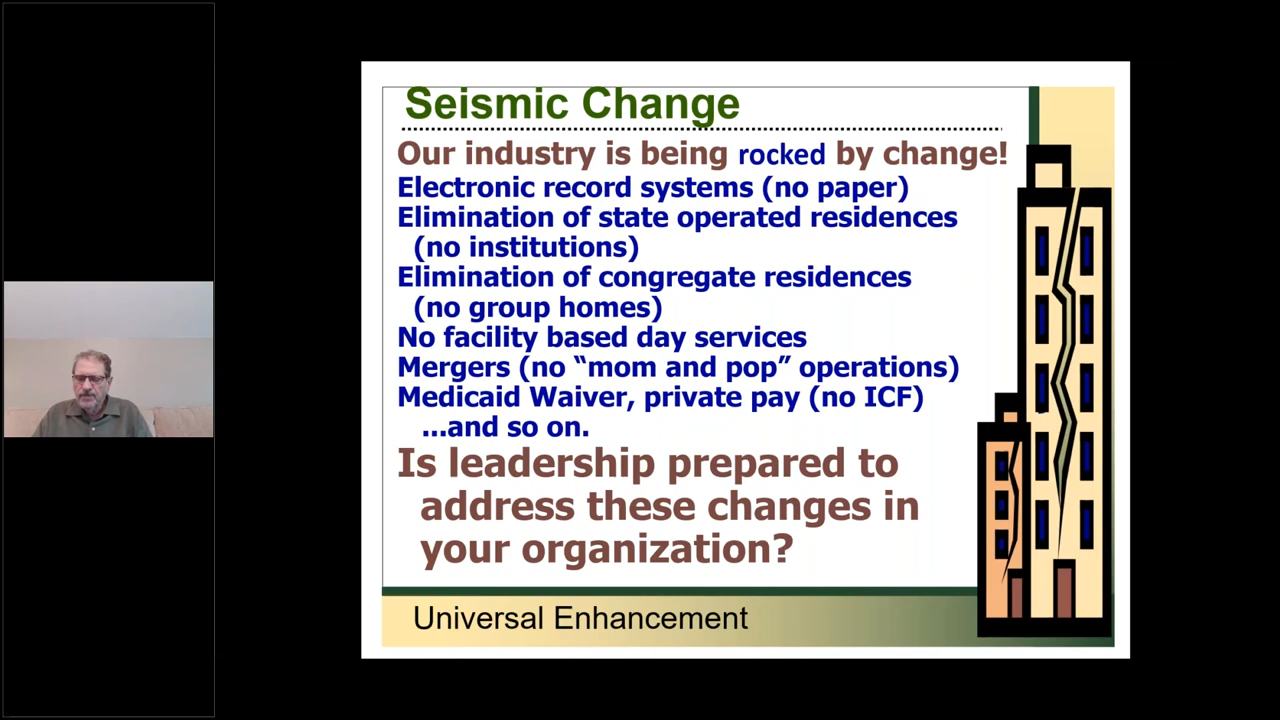 Seismic Change
Our industry is being rocked by change!
Electronic record systems (no paper)
Elimination of state operated residences
(no institutions)
Elimination of congregate residences
(no group homes)
No facility based day services
Mergers (no “mom and pop” operations)
Medicaid Waiver, private pay (no ICF)
...and so on.
Is leadership prepared to
address these changes in
your organization?
Universal Enhancement